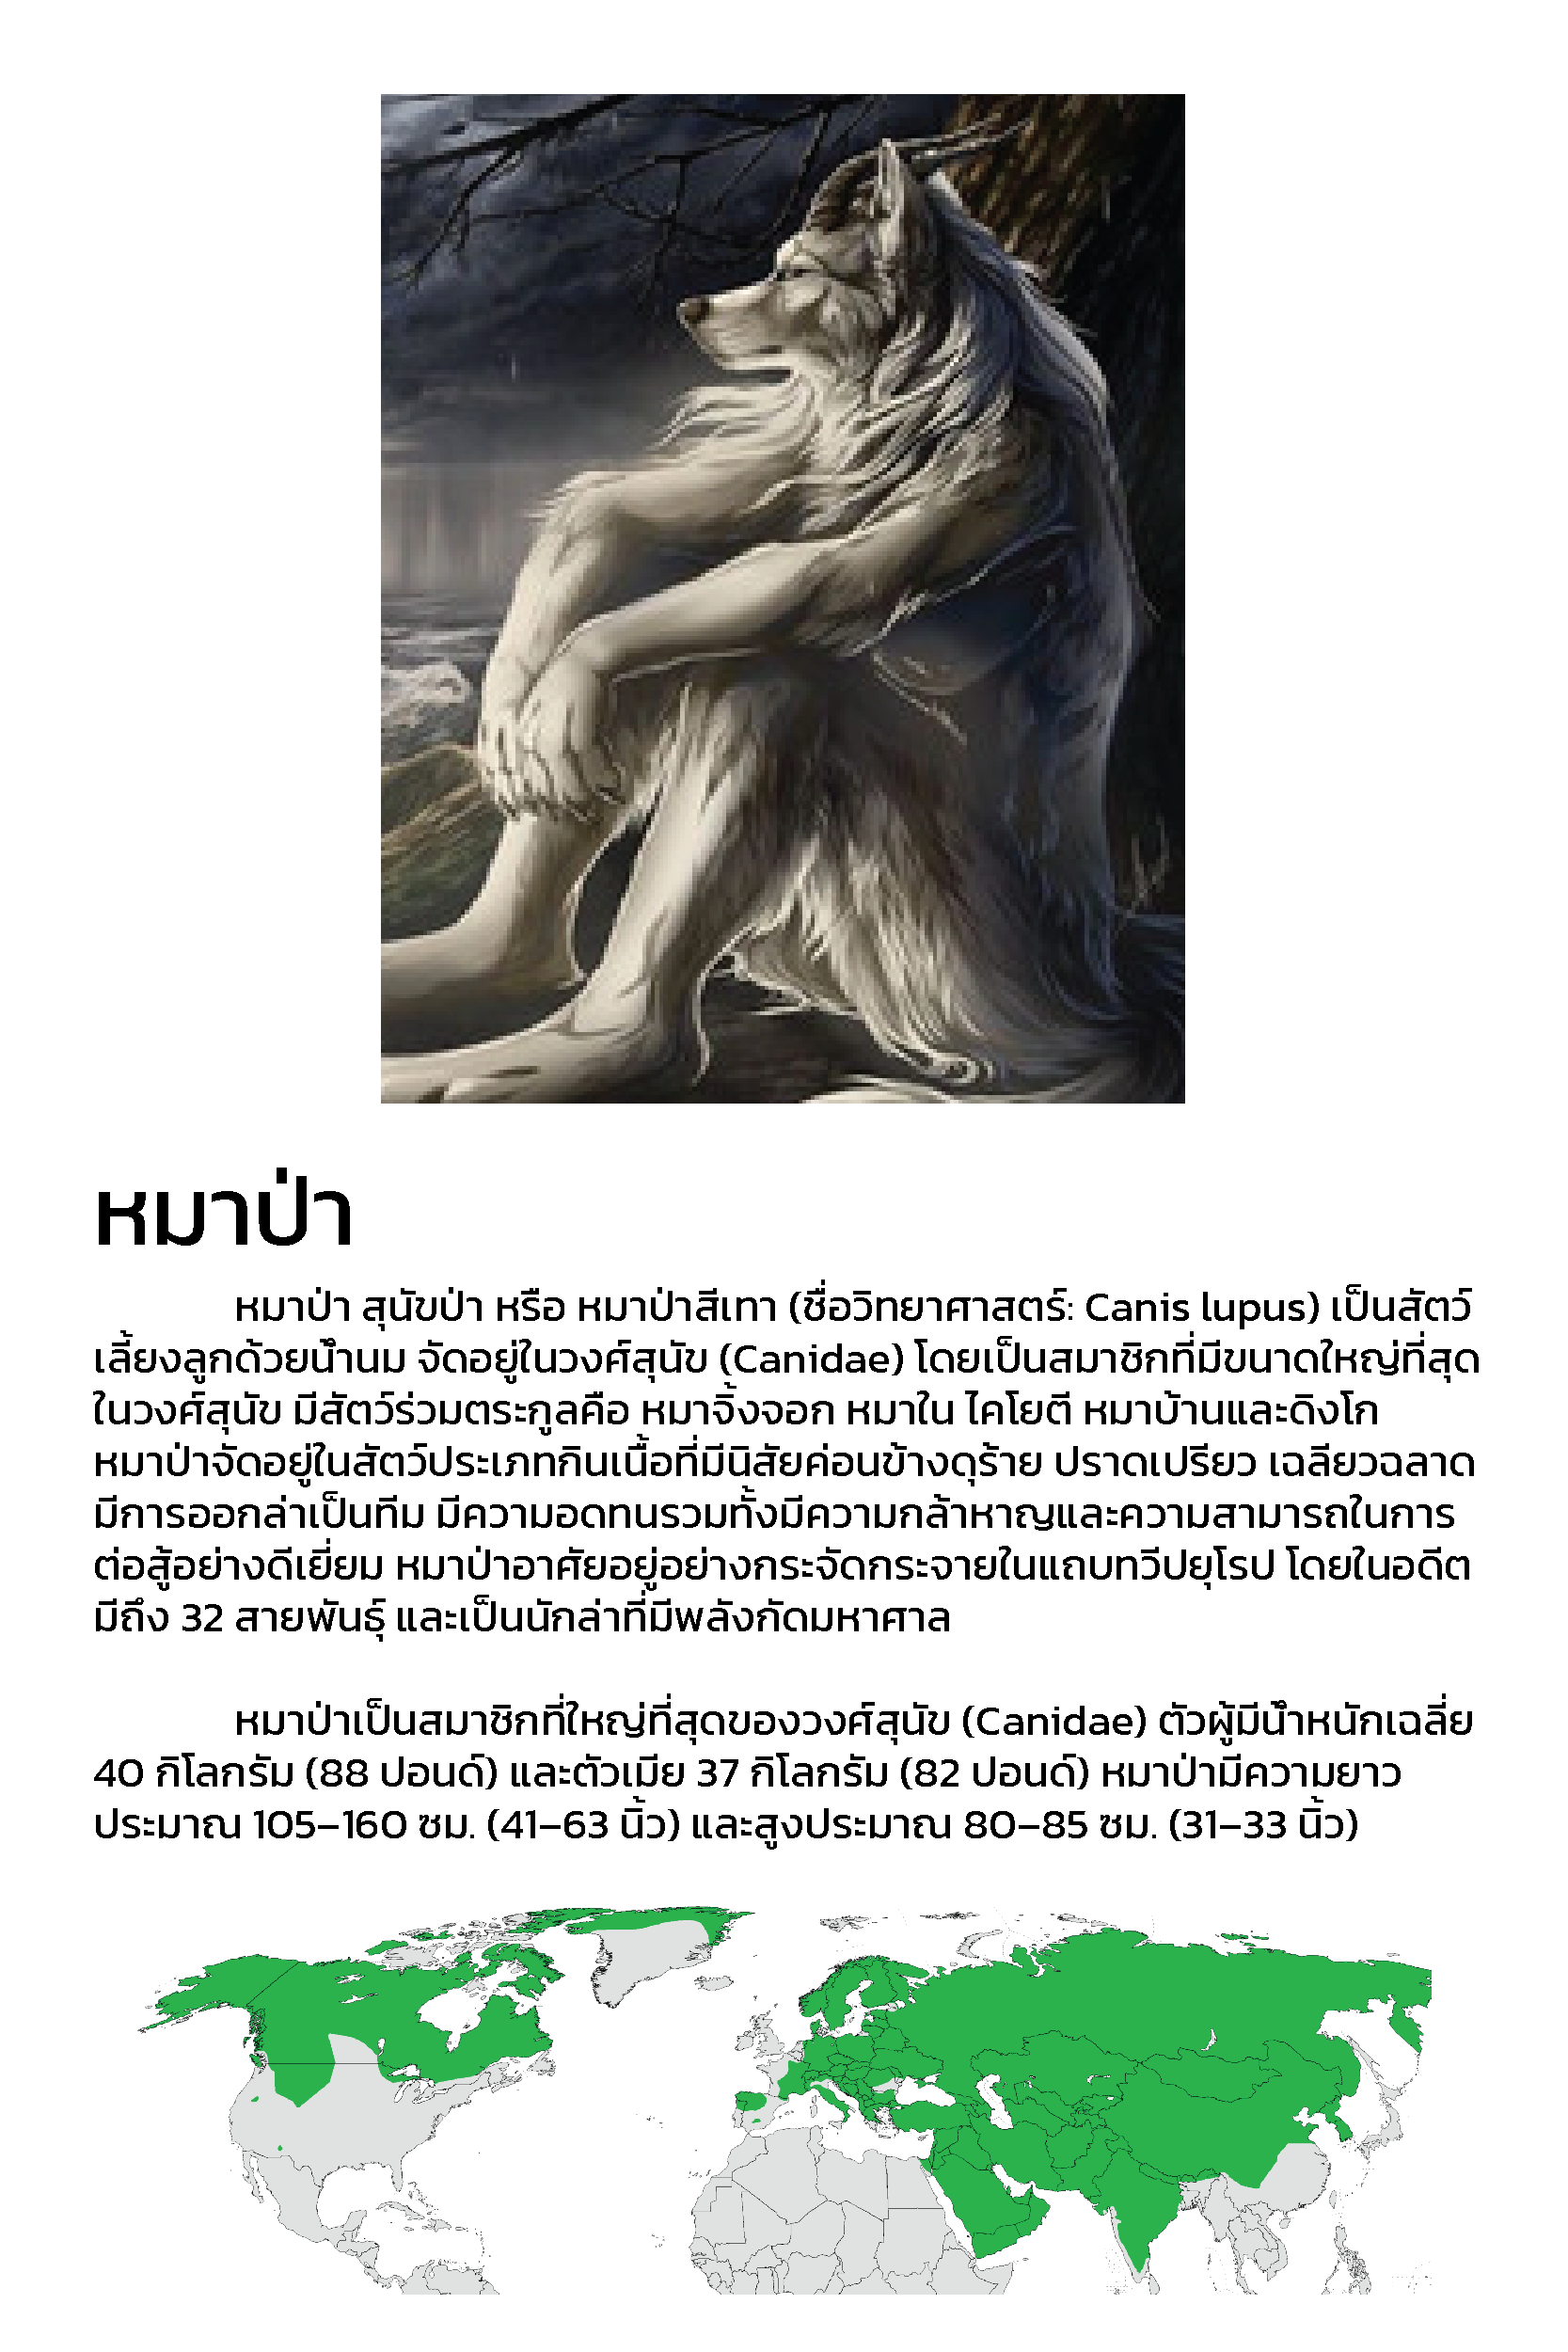 หมาป่า
หมาป่า สุนัขป่า หรือ หมาป่าสีเทา (ชื่อวิทยาศาสตร์: Canis lupus) เป็นสัตว์
เลี้ยงลูกด้วยน้ำนม จัดอยู่ในวงศ์สุนัข (Canidae) โดยเป็นสมาชิกที่มีขนาดใหญ่ที่สุด
ในวงศ์สุนัข มีสัตว์ร่วมตระกูลคือ หมาจิ้งจอก หมาใน ไคโยตี หมาบ้านและดิงโก
หมาป่าจัดอยู่ในสัตว์ประเภทกินเนื้อที่มีนิสัยค่อนข้างดุร้าย ปราดเปรียว เฉลียวฉลาด
มีการออกล่าเป็นทีม มีความอดทนรวมทั้งมีความกล้าหาญและความสามารถในการ
ต่อสู้อย่างดีเยี่ยม หมาป่าอาศัยอยู่อย่างกระจัดกระจายในแถบทวีปยุโรป โดยในอดีต
มีถึง 32 สายพันธุ์ และเป็นนักล่าที่มีพลังกัดมหาศาล
หมาป่าเป็นสมาชิกที่ใหญ่ที่สุดของวงศ์สุนัข (Canidae) ตัวผู้มีน้ำหนักเฉลี่ย
40 กิโลกรัม (88 ปอนด์) และตัวเมีย 37 กิโลกรัม (82 ปอนด์) หมาป่ามีความยาว
ประมาณ 105–160 ซม. (41–63 นิ้ว) และสูงประมาณ 80–85 ซม. (31–33 นิ้ว)